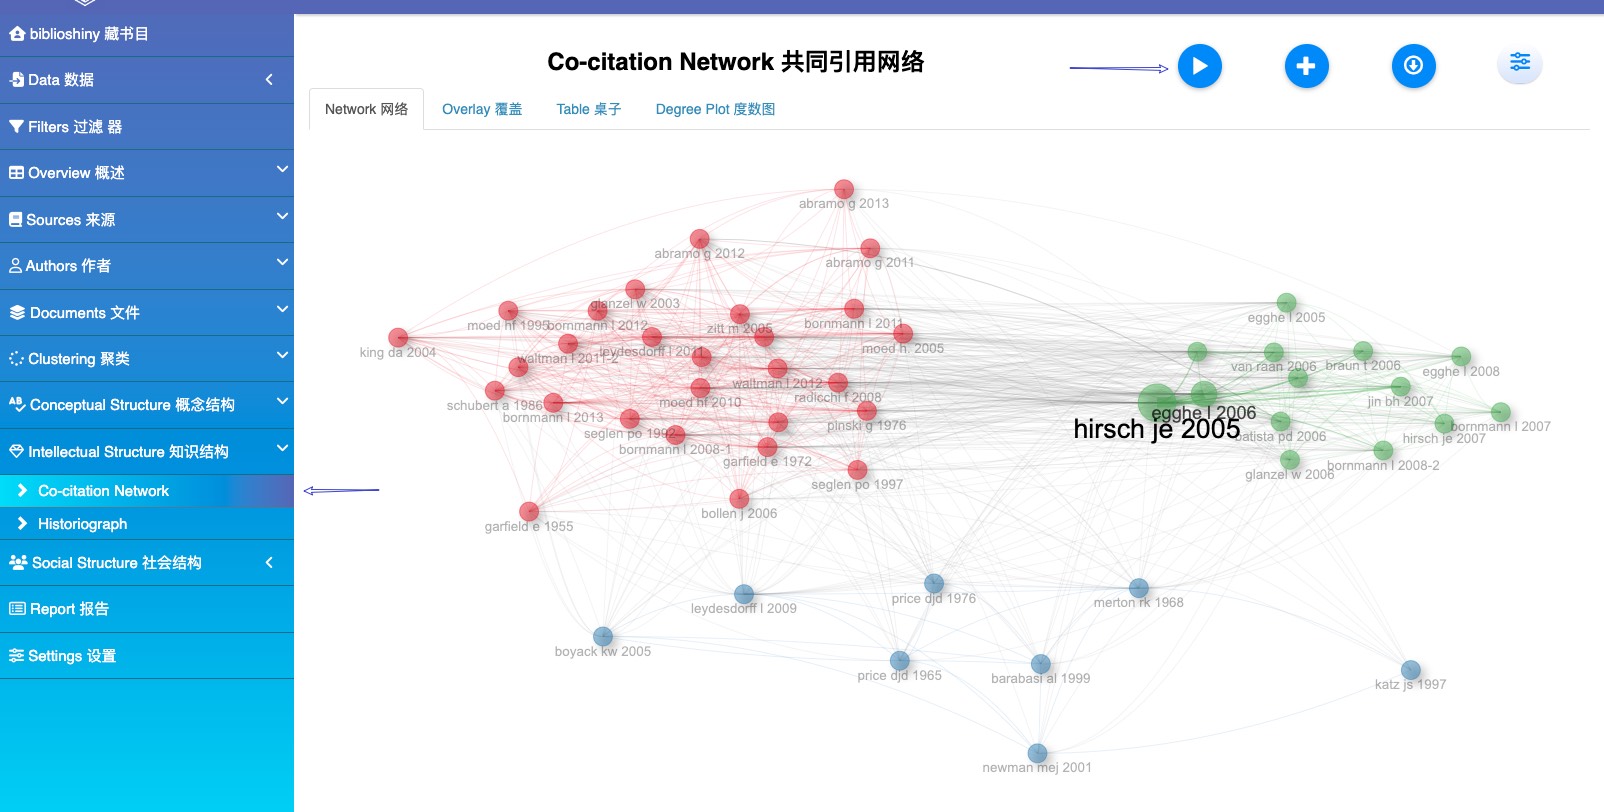 biblioshiny 藏书目
Data 数据
Filters 过滤 器
Overview 概述
Sources 来源
Authors 作者
Documents 文件
Clustering 聚类
Conceptual Structure 概念结构
Intellectual Structure 知识结构
Co-citation Network
Historiograph
Social Structure 社会结构
Report 报告
Settings 设置
Co-citation Network 共同引用网络
Network 网络
Overlay 覆盖
Table 桌子
Degree Plot 度数图
abramo g 2013
abramo g 2012
abramo g 2011
glanzel w 2003
egghe l 2005
moed hf 1995
bornmann l 2012
zitt m 2005
bornmann l 2011
king da 2004
waltman l 2011-2
leydesdorff l 2011
moed h. 2005
van raan 2006
braun t 2006
egghe l 2008
waltman l 2012
schubert a 1986
moed hf 2010
radicchi f 2008
jin bh 2007
bornmann l 2013
egghe l 2006
pinski g 1976
hirsch je 2005
bornmann l 2007
seglen po 1992
batista pd 2006
hirsch je 2007
bornmann l 2008-1
garfield e 1972
bornmann l 2008-2
glanzel w 2006
seglen po 1997
bollen j 2006
garfield e 1955
price djd 1976
merton rk 1968
leydesdorff l 2009
boyack kw 2005
price djd 1965
barabasi al 1999
katz js 1997
newman mej 2001